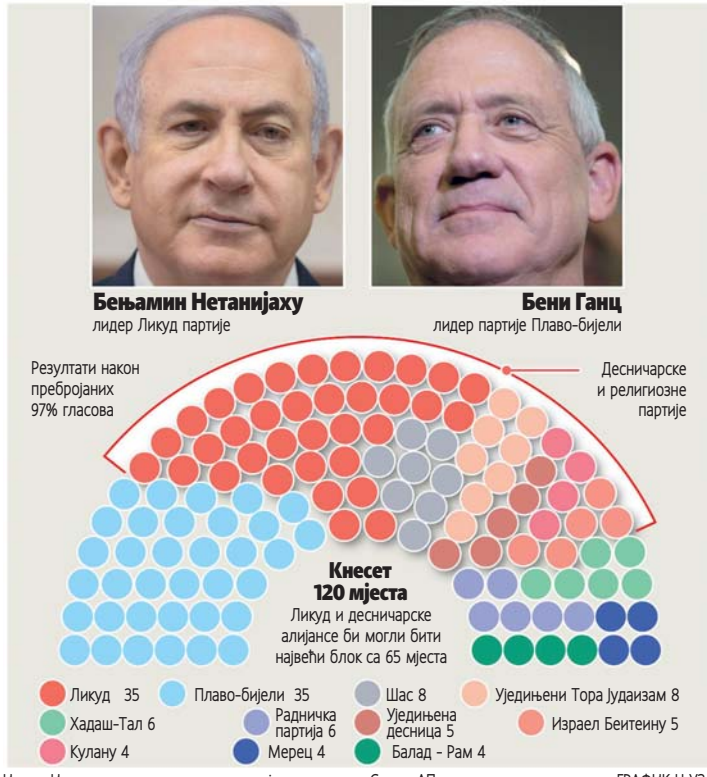 Бењамин Нетанијаху
лидер Ликуд партије
Бени Ганц
лидер партије Плаво-бијели
Резултати након
пребројаних
97% гласова
Десничарске
и религиозне
партије
Кнесет
120 мјеста
Ликуд и десничарске
алијансе би могли бити
највећи блок са 65 мјеста
Ликуд 35
Плаво-бијели 35
Шас 8
Уједињени Тора Јудаизам 8
Хадаш-Тал 6
Радничка
партија 6
Уједињена
десница 5
Израел Беитеину 5
Кулану 4
Мерец 4
Балад - Рам 4